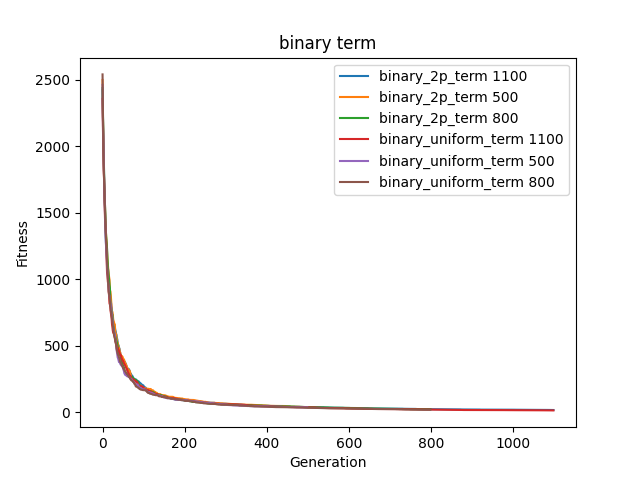 binary term
binary_2p_term 1100
binary_2p_term 500
binary_2p_term 800
binary_uniform_term 1100
binary_uniform_term 500
binary_uniform_term 800
Fitness
2500
2000
1500
1000
500
0
0 200 400 600 800 1000
Generation